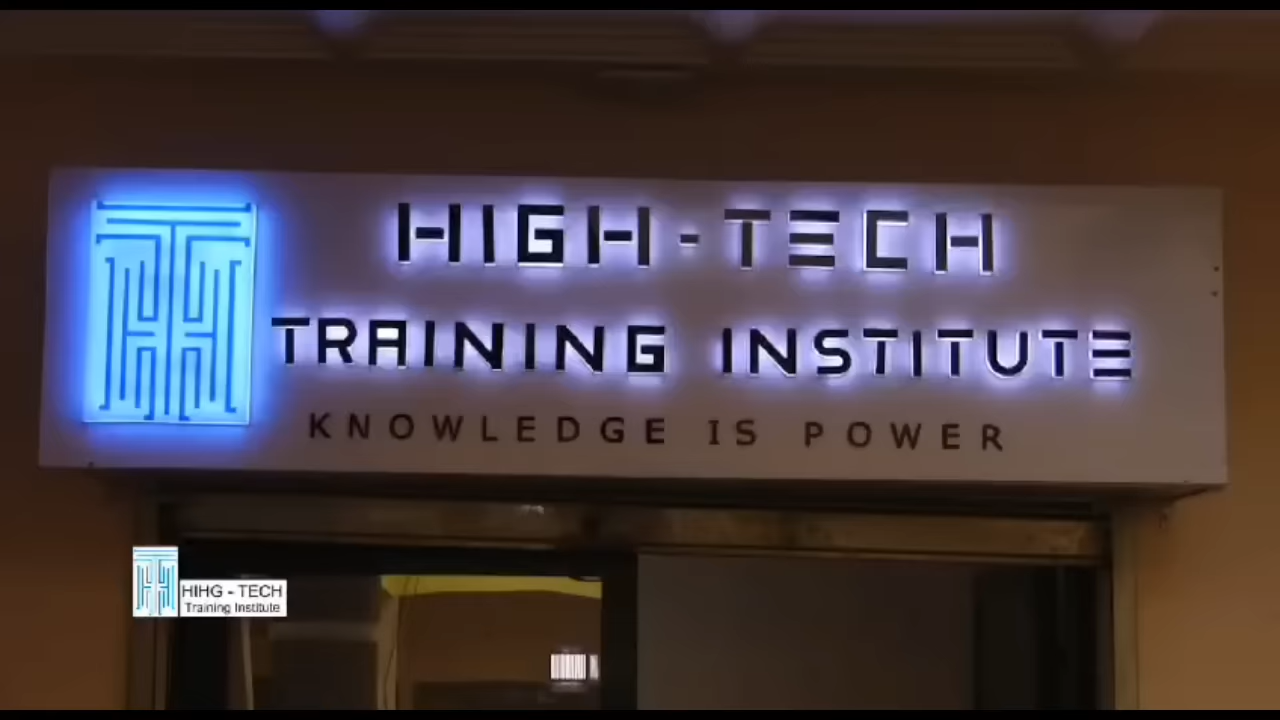 HIGH-TECH
TRAINING INSTITUTE
KNOWLEDGE IS POWER
HIHG - TECH
Training Institute